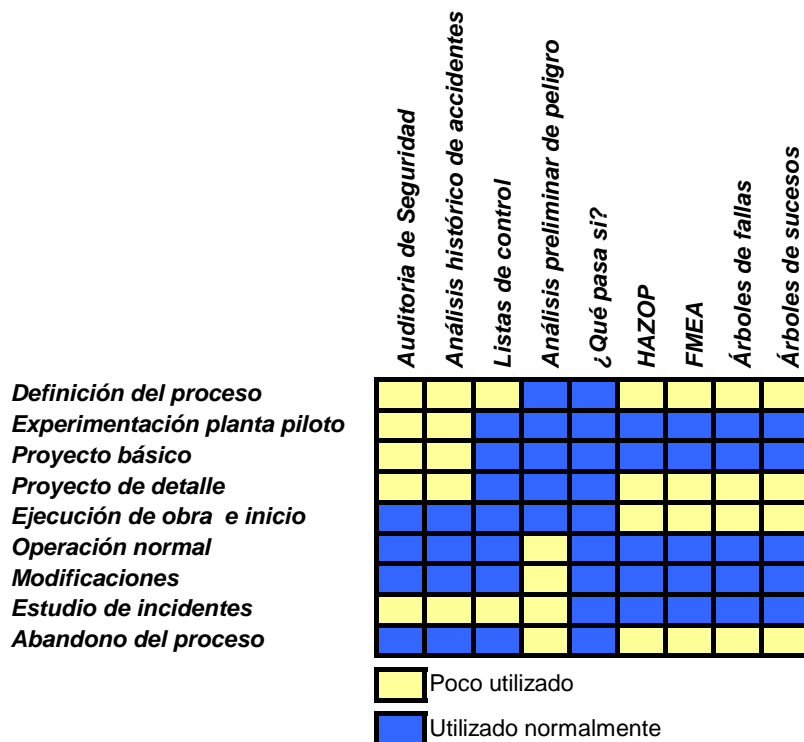 Auditoria de Seguridad
Análisis histórico de accidentes
Listas de control
Análisis preliminar de peligro
¿Qué pasa si?
HAZOP
FMEA
Árboles de fallas
Árboles de sucesos
Definición del proceso
Experimentación planta piloto
Proyecto básico
Proyecto de detalle
Ejecución de obra e inicio
Operación normal
Modificaciones
Estudio de incidentes
Abandono del proceso
Poco utilizado
Utilizado normalmente